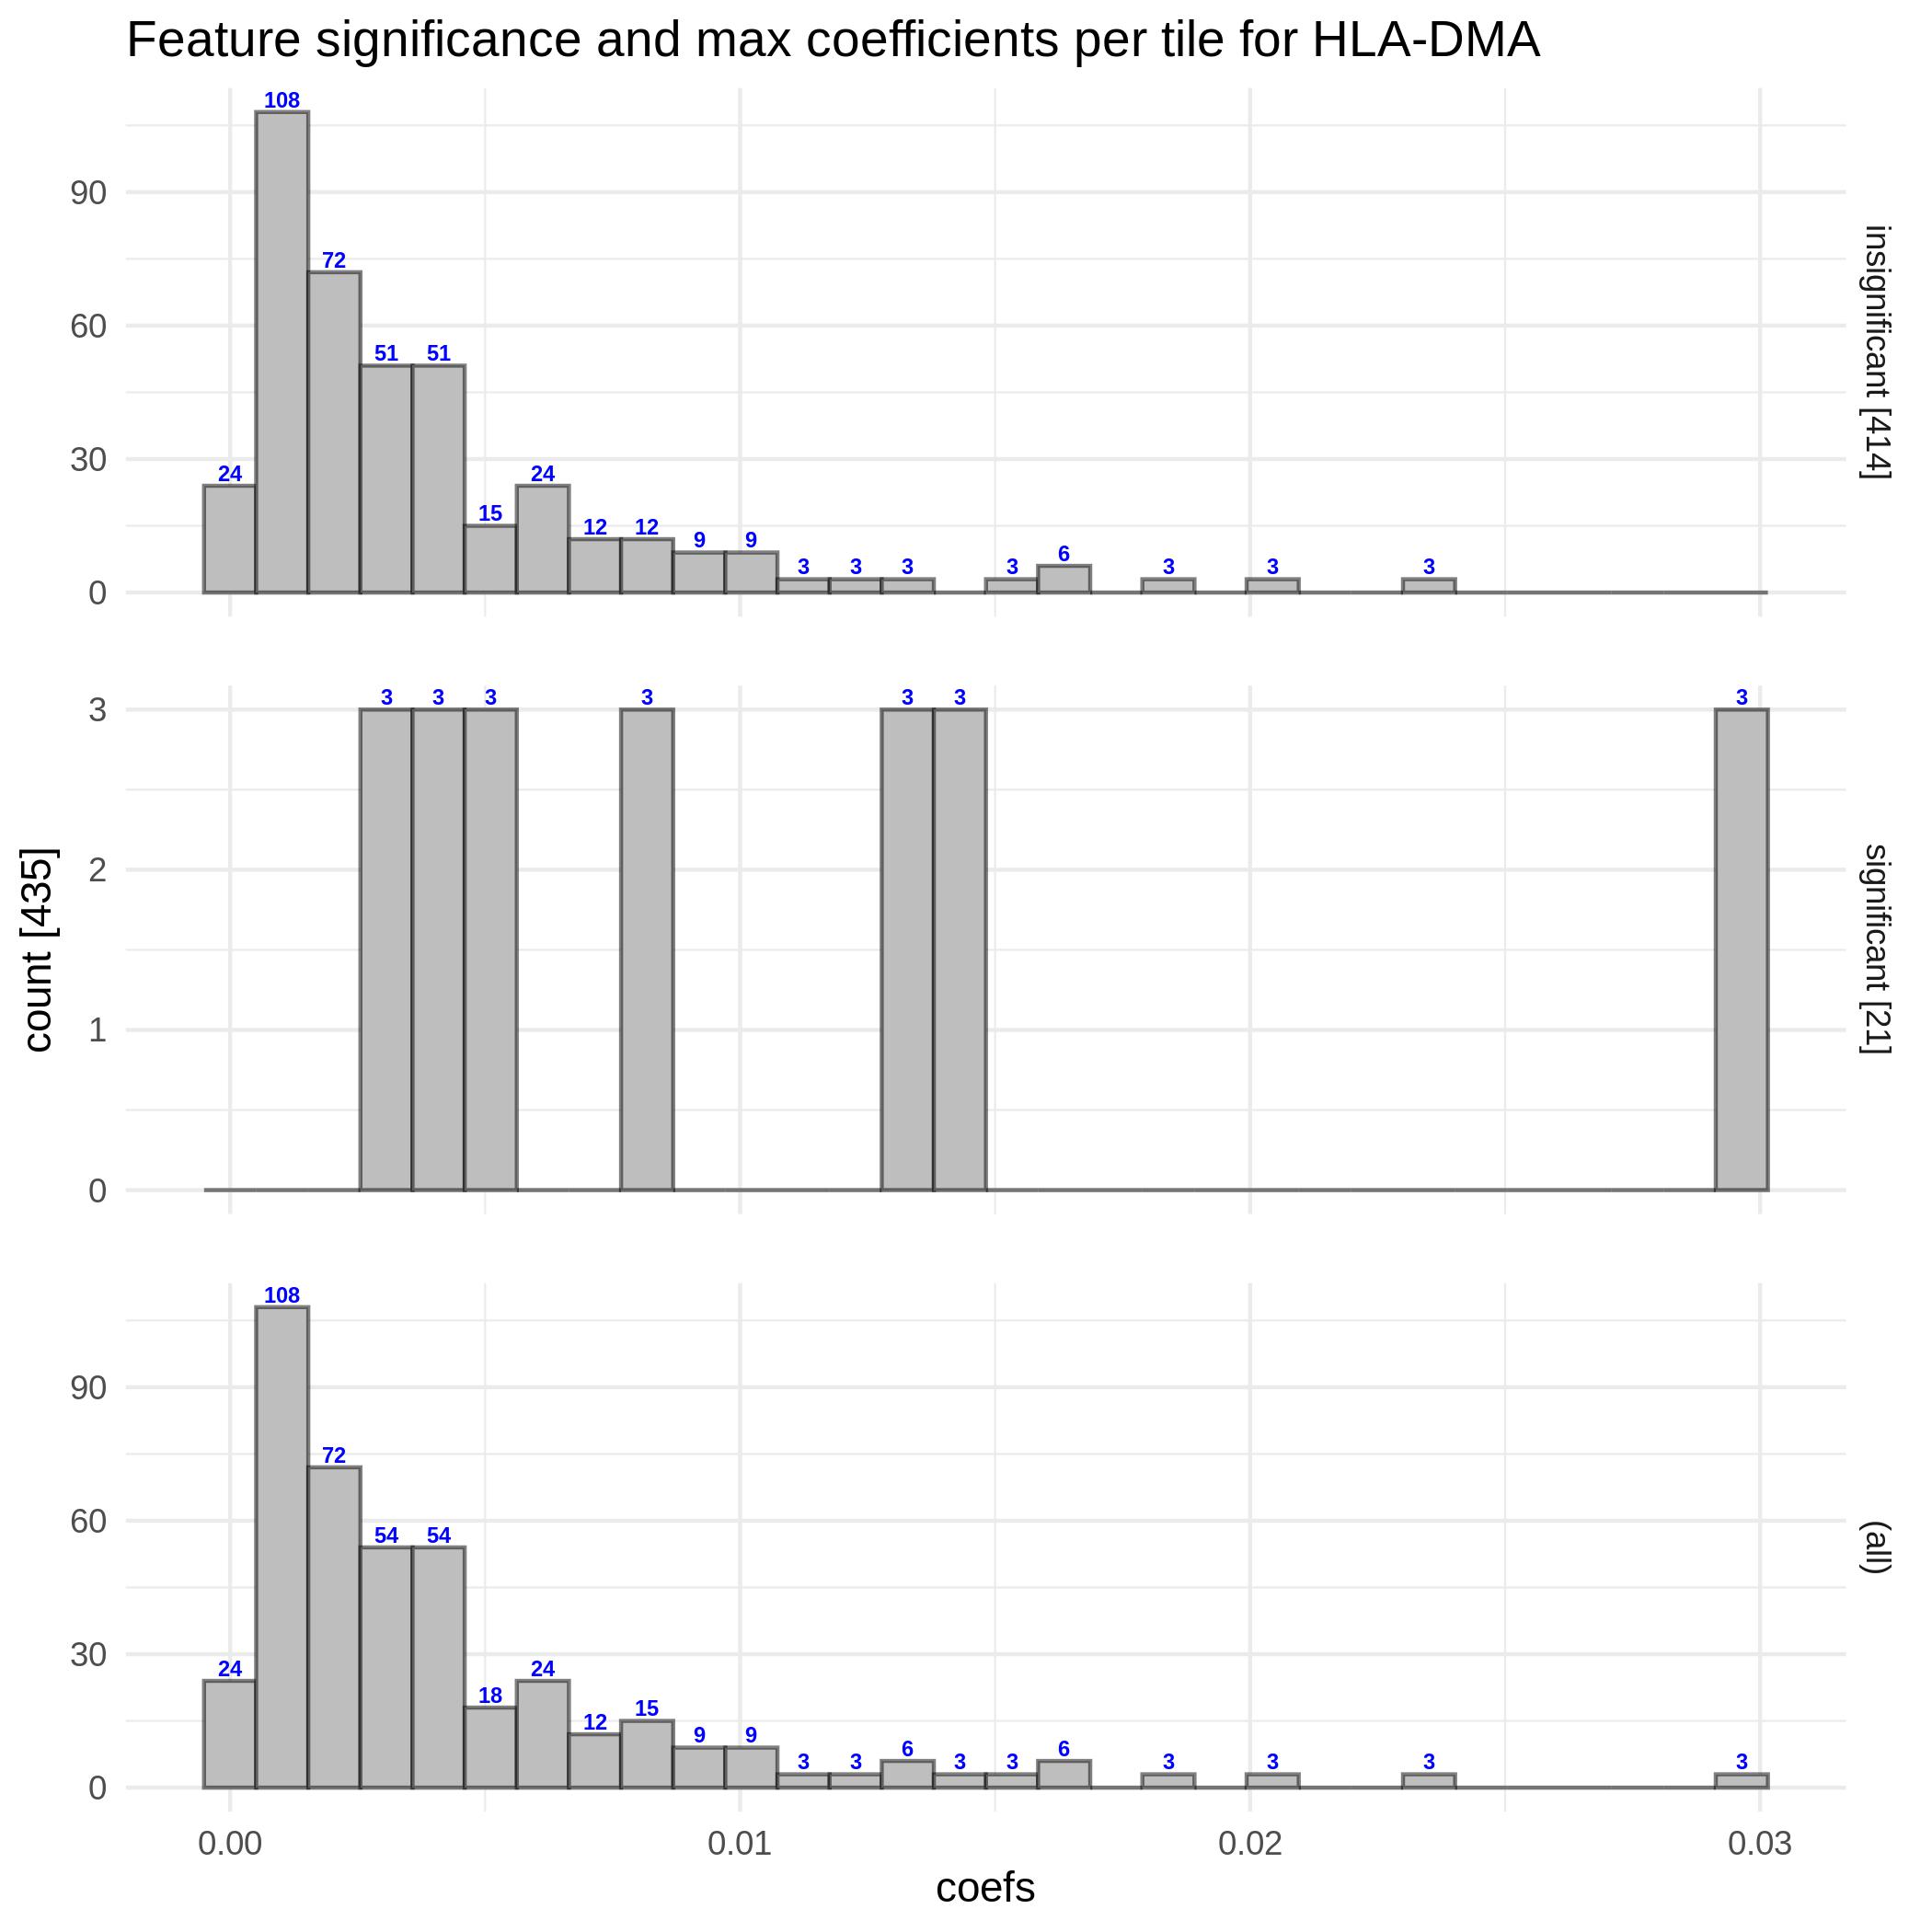 Feature significance and max coefficients per tile for HLA-DMA
108
90
72
60
51 51
30
24 24
15
12 12
9 9
3 3 3 3 6 3 3 3
0
insignificant [414]
3 3 3 3 3 3 3
3
2
1
0
significant [21]
count [435]
108
90
72
60
54 54
30
24 24
18
12 15
9 9
3 3 6 3 3 6 3 3 3 3
0
(all)
0.00 0.01 0.02 0.03
coefs